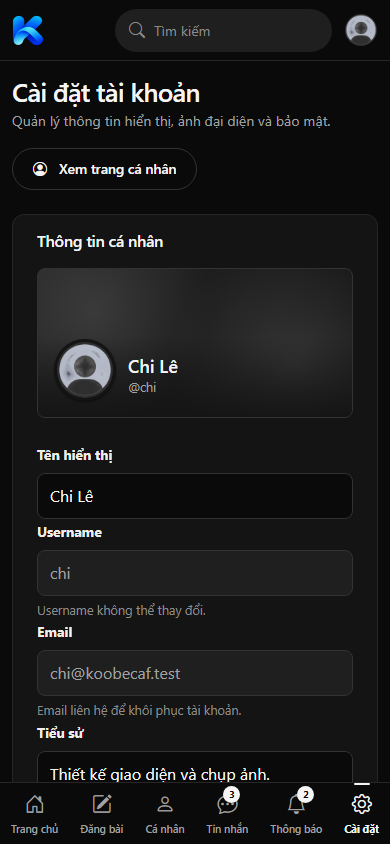 Tìm kiếm
Cài đặt tài khoản
Quản lý thông tin hiển thị, ảnh đại diện và bảo mật.
Xem trang cá nhân
Thông tin cá nhân
Chi Lê
@chi
Tên hiển thị
Chi Lê
Username
chi
Username không thể thay đổi.
Email
chi@koobecaf.test
Email liên hệ để khôi phục tài khoản.
Tiểu sử
Thiết kế giao diện và chụp ảnh.
3 2
Trang chủ Đăng bài Cá nhân Tin nhắn Thông báo Cài đặt